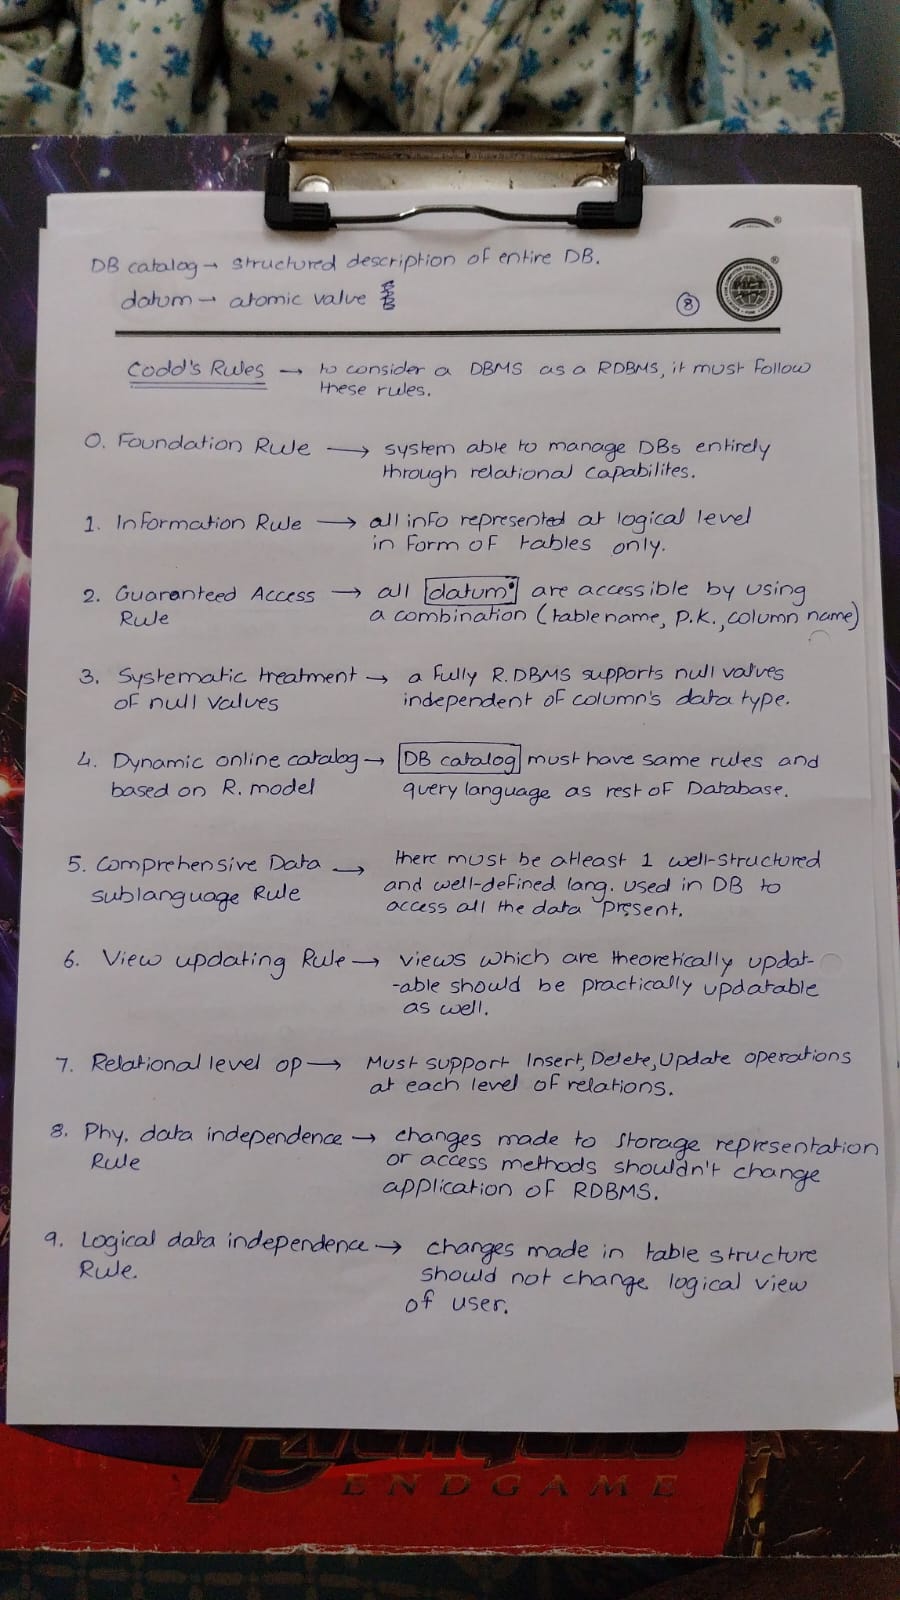 DB catalog → structured description of entire DB.
datum → atomic value
8
Codd's Rules → to consider a DBMS as a RDBMS, it must follow
these rules.
0. Foundation Rule → system able to manage DBs entirely
through relational capabilites.
1. Information Rule → all info represented at logical level
in form of tables only.
2. Guaranteed Access → all datum are accessible by using
Rule a combination (table name, p.k., column name)
3. Systematic treatment → a fully R.DBMS supports null values
of null values independent of column's data type.
4. Dynamic online catalog → DB catalog must have same rules and
based on R. model query language as rest of Database.
5. Comprehensive Data → there must be atleast 1 well-structured
sublanguage Rule and well-defined lang. used in DB to
access all the data present.
6. View updating Rule → views which are theoretically updat-
-able should be practically updatable
as well.
7. Relational level op → Must support Insert, Delete, Update operations
at each level of relations.
8. Phy. data independence → changes made to storage representation
Rule or access methods shouldn't change
application of RDBMS.
9. Logical data independence → changes made in table structure
Rule. should not change logical view
of user.
ENDGAME